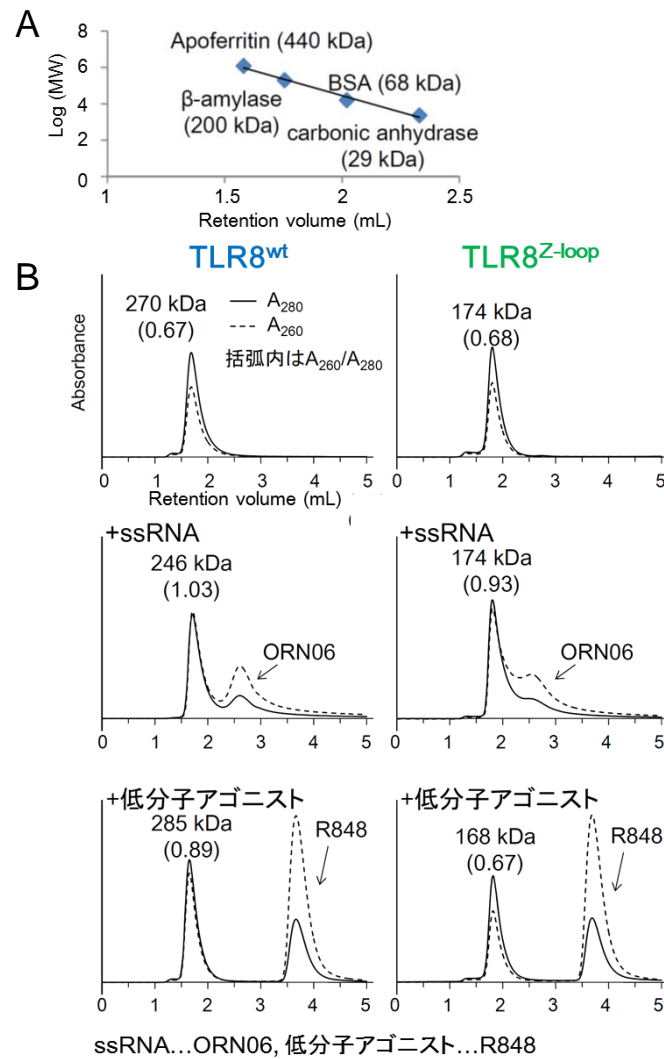 A
Log (MW)
8
6
4
2
0
Apoferritin (440 kDa)
BSA (68 kDa)
β-amylase
(200 kDa)
carbonic anhydrase
(29 kDa)
1
1.5
2
2.5
Retention volume (mL)
B
TLR8wt
TLR8Z-loop
270 kDa
(0.67)
A280
A260
括弧内はA260/A280
174 kDa
(0.68)
Absorbance
0 1 2 3 4 5
0 1 2 3 4 5
Retention volume (mL)
+ssRNA
246 kDa
(1.03)
ORN06
+ssRNA
174 kDa
(0.93)
ORN06
0 1 2 3 4 5
0 1 2 3 4 5
+低分子アゴニスト
285 kDa
(0.89)
R848
+低分子アゴニスト
168 kDa
(0.67)
R848
0 1 2 3 4 5
0 1 2 3 4 5
ssRNA…ORN06, 低分子アゴニスト…R848